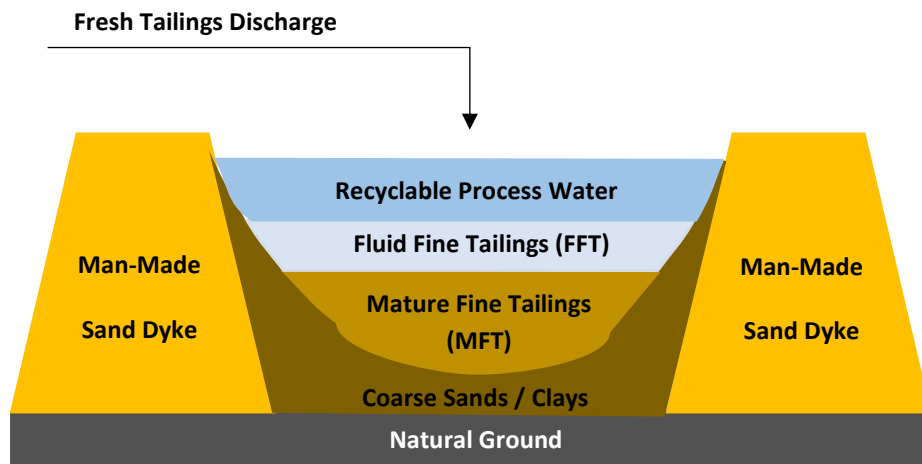 Fresh Tailings Discharge
Recyclable Process Water
Fluid Fine Tailings (FFT)
Man-Made
Sand Dyke
Mature Fine Tailings
(MFT)
Man-Made
Sand Dyke
Coarse Sands / Clays
Natural Ground